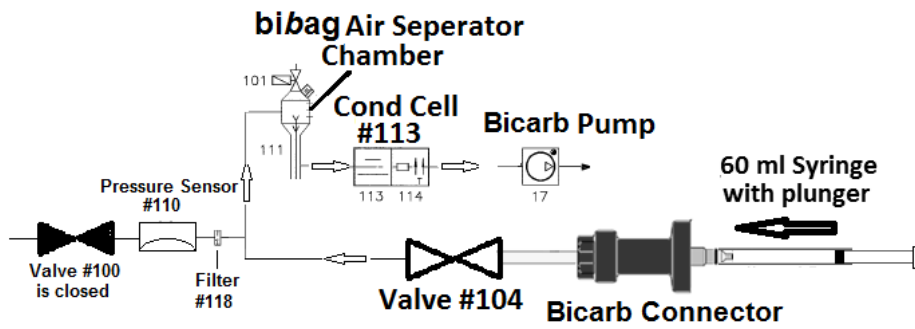 bibag Air Seperator
Chamber
101
111
Cond Cell
#113
113 114
Bicarb Pump
17
60 ml Syringe
with plunger
Pressure Sensor
#110
Valve #100
is closed
Filter
#118
Valve #104
Bicarb Connector